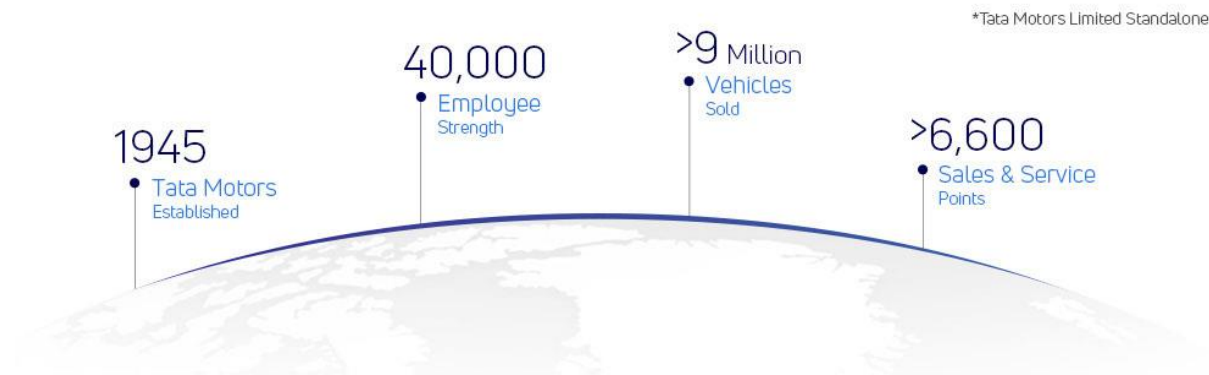 *Tata Motors Limited Standalone
1945
Tata Motors
Established
40,000
Employee
Strength
>9 Million
Vehicles
Sold
>6,600
Sales & Service
Points